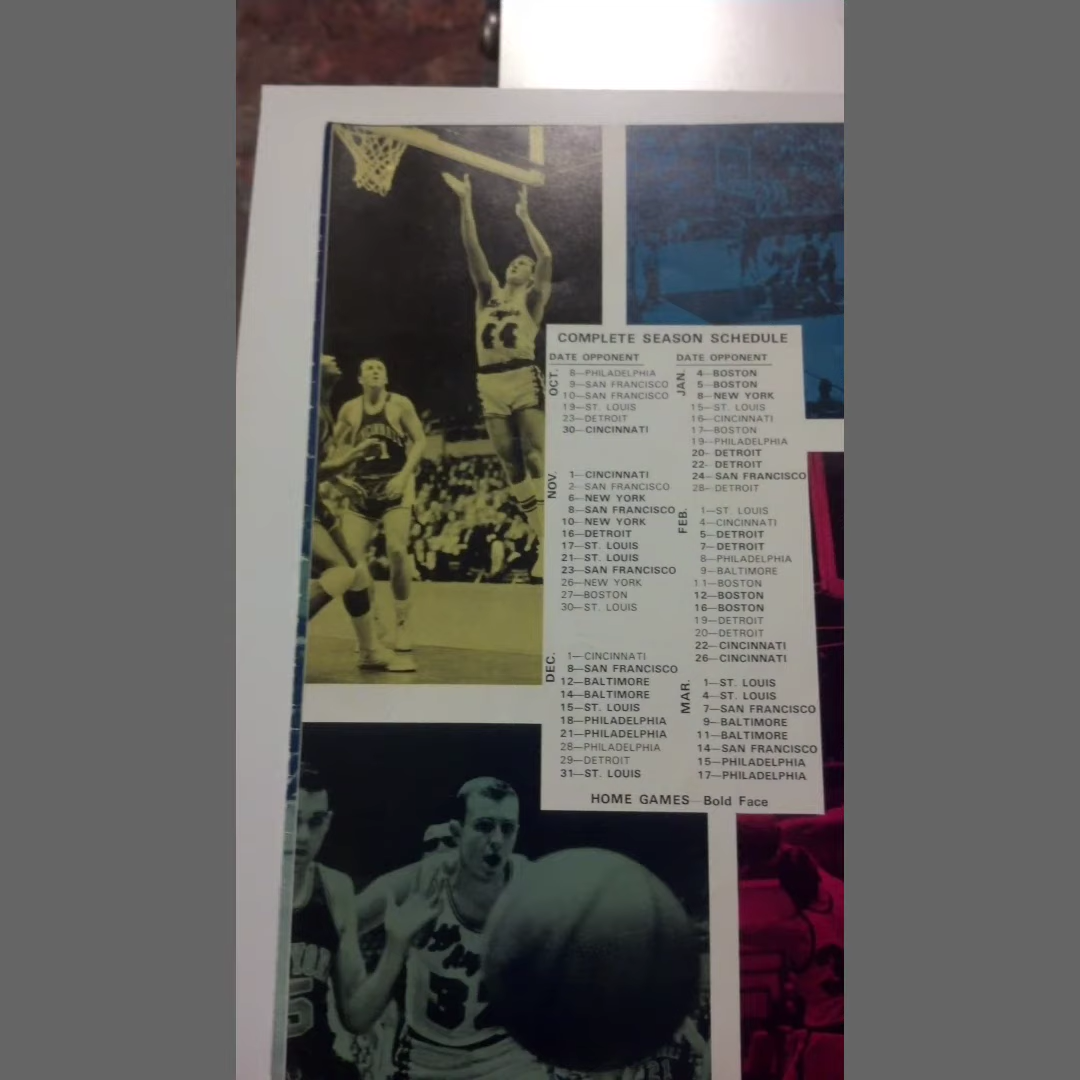 COMPLETE SEASON SCHEDULE
DATE OPPONENT
OCT.
8—PHILADELPHIA
9—SAN FRANCISCO
10—SAN FRANCISCO
19—ST. LOUIS
23—DETROIT
30—CINCINNATI
NOV.
1—CINCINNATI
2—SAN FRANCISCO
6—NEW YORK
8—SAN FRANCISCO
10—NEW YORK
16—DETROIT
17—ST. LOUIS
21—ST. LOUIS
23—SAN FRANCISCO
26—NEW YORK
27—BOSTON
30—ST. LOUIS
DEC.
1—CINCINNATI
8—SAN FRANCISCO
12—BALTIMORE
14—BALTIMORE
15—ST. LOUIS
18—PHILADELPHIA
21—PHILADELPHIA
28—PHILADELPHIA
29—DETROIT
31—ST. LOUIS
DATE OPPONENT
JAN.
4—BOSTON
5—BOSTON
8—NEW YORK
15—ST. LOUIS
16—CINCINNATI
17—BOSTON
19—PHILADELPHIA
20—DETROIT
22—DETROIT
24—SAN FRANCISCO
28—DETROIT
FEB.
1—ST. LOUIS
4—CINCINNATI
5—DETROIT
7—DETROIT
8—PHILADELPHIA
9—BALTIMORE
11—BOSTON
12—BOSTON
16—BOSTON
19—DETROIT
20—DETROIT
22—CINCINNATI
26—CINCINNATI
MAR.
1—ST. LOUIS
4—ST. LOUIS
7—SAN FRANCISCO
9—BALTIMORE
11—BALTIMORE
14—SAN FRANCISCO
15—PHILADELPHIA
17—PHILADELPHIA
HOME GAMES—Bold Face
44